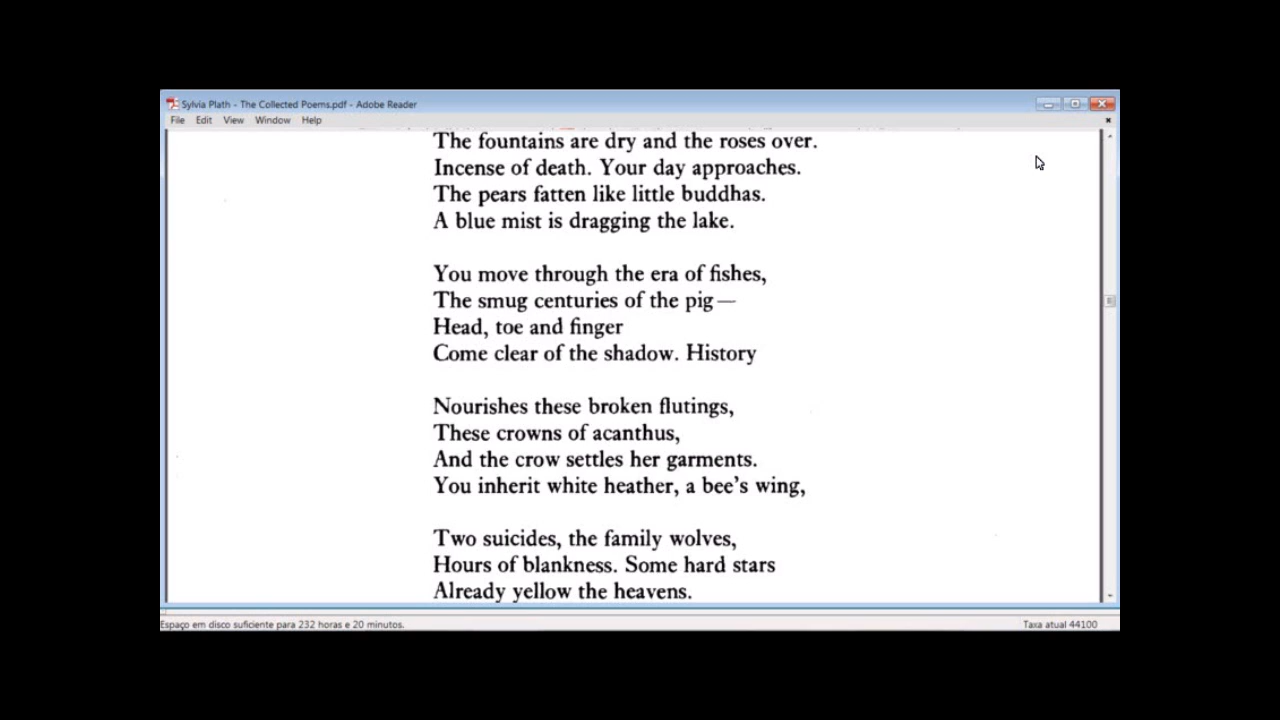 Sylvia Plath - The Collected Poems.pdf - Adobe Reader
File Edit View Window Help
The fountains are dry and the roses over.
Incense of death. Your day approaches.
The pears fatten like little buddhas.
A blue mist is dragging the lake.
You move through the era of fishes,
The smug centuries of the pig—
Head, toe and finger
Come clear of the shadow. History
Nourishes these broken flutings,
These crowns of acanthus,
And the crow settles her garments.
You inherit white heather, a bee's wing,
Two suicides, the family wolves,
Hours of blankness. Some hard stars
Already yellow the heavens.
Espaço em disco suficiente para 232 horas e 20 minutos.
Taxa atual 44100